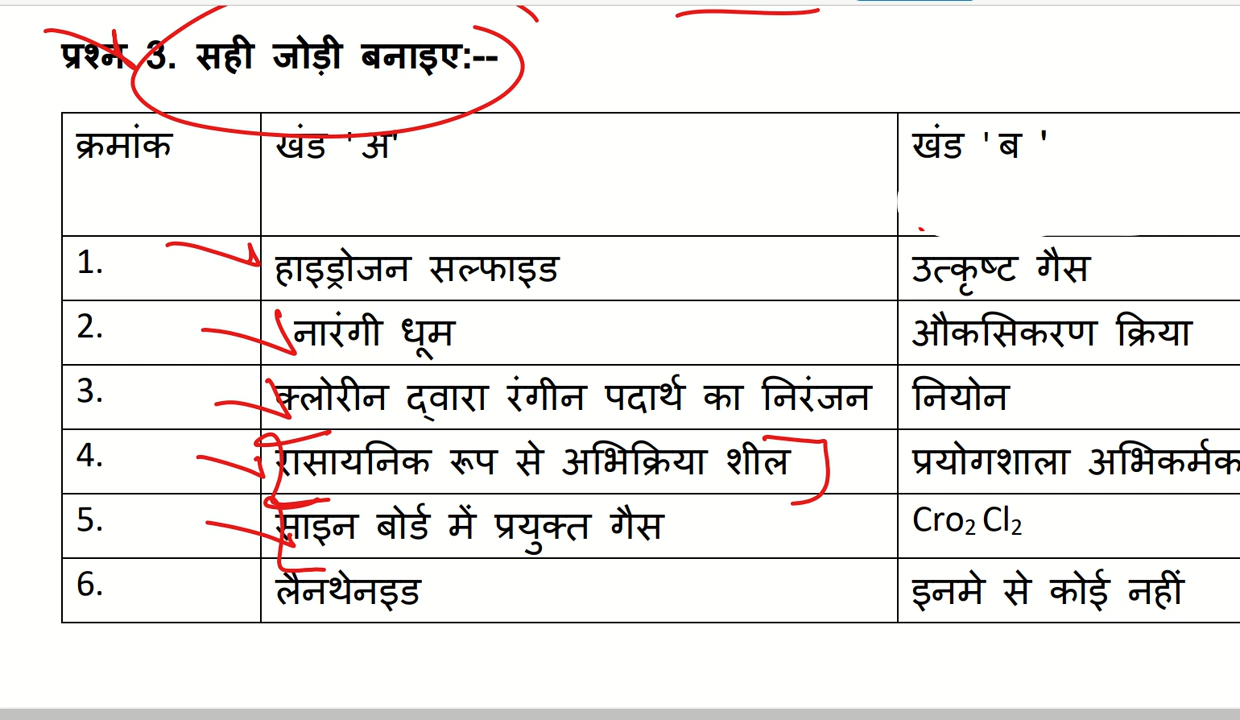 प्रश्न 3. सही जोड़ी बनाइए:--
क्रमांक खंड ' अ' खंड ' ब '
1. हाइड्रोजन सल्फाइड उत्कृष्ट गैस
2. नारंगी धूम औकसिकरण क्रिया
3. क्लोरीन द्वारा रंगीन पदार्थ का निरंजन नियोन
4. रासायनिक रूप से अभिक्रिया शील प्रयोगशाला अभिकर्मक
5. साइन बोर्ड में प्रयुक्त गैस Cro₂ Cl₂
6. लैनथेनइड इनमे से कोई नहीं